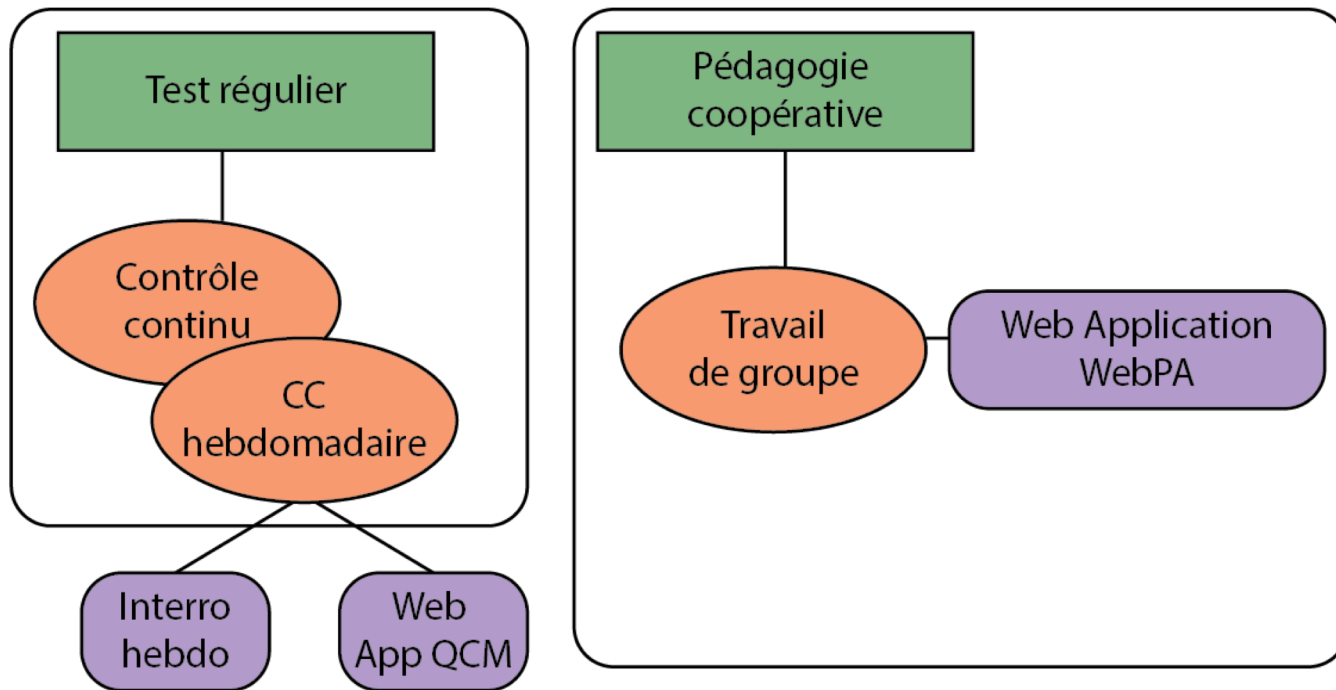 Test régulier
Contrôle
continu
CC
hebdomadaire
Interro
hebdo
Web
App QCM
Pédagogie
coopérative
Travail
de groupe
Web Application
WebPA